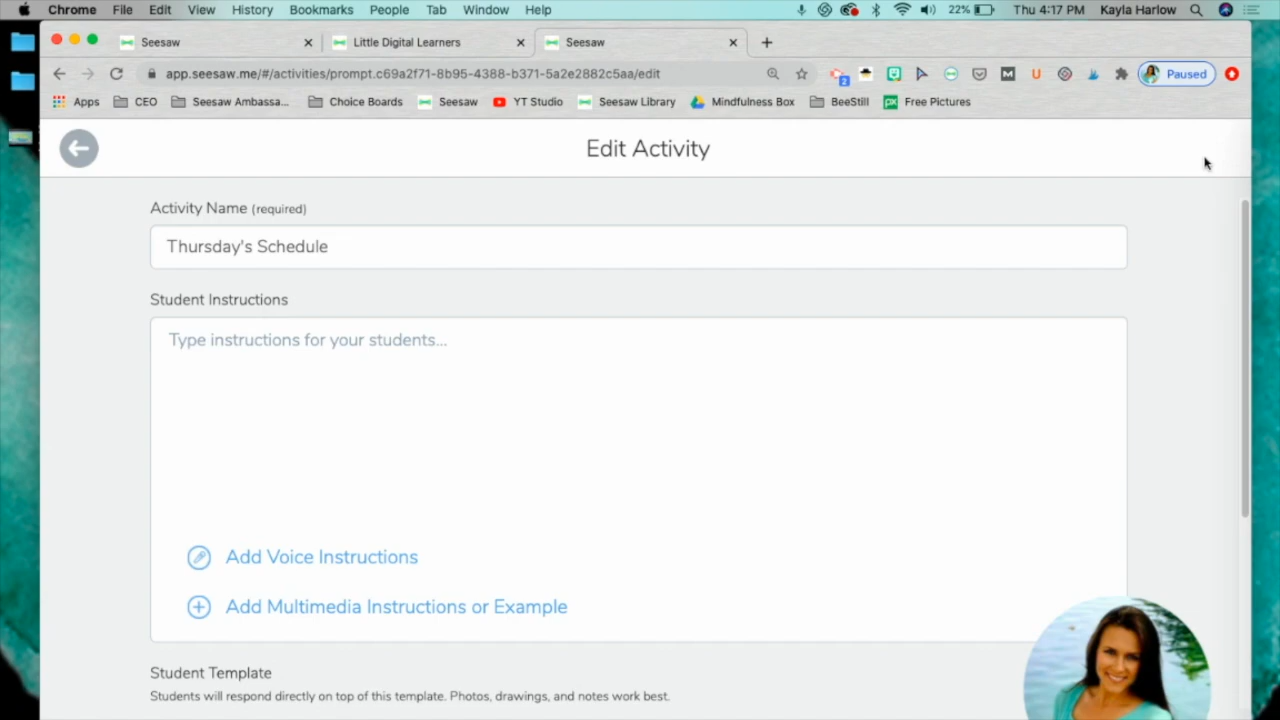 Chrome File Edit View History Bookmarks People Tab Window Help 22% Thu 4:17 PM Kayla Harlow
Seesaw Little Digital Learners Seesaw
app.seesaw.me/#/activities/prompt.c69a2f71-8b95-4388-b371-5a2e2882c5aa/edit 2 M U Paused
Apps CEO Seesaw Ambassa... Choice Boards Seesaw YT Studio Seesaw Library Mindfulness Box BeeStill px Free Pictures
Edit Activity
Activity Name (required)
Thursday's Schedule
Student Instructions
Type instructions for your students...
Add Voice Instructions
Add Multimedia Instructions or Example
Student Template
Students will respond directly on top of this template. Photos, drawings, and notes work best.